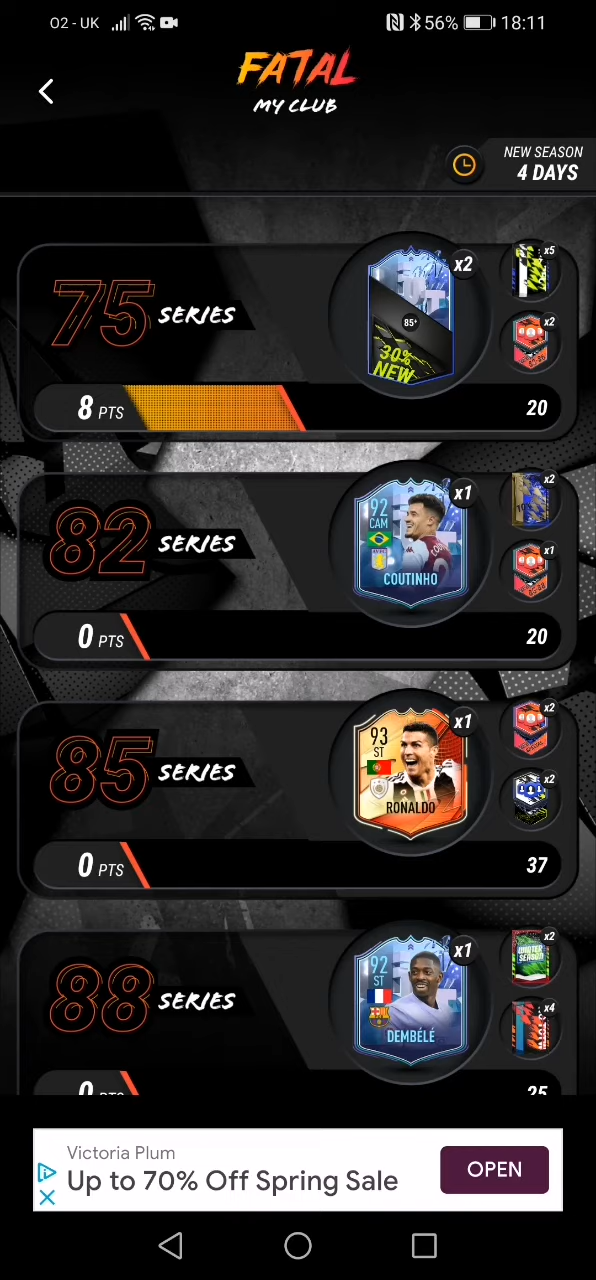 O2 - UK 56% 18:11
FATAL
MY CLUB
NEW SEASON
4 DAYS
75 SERIES
x2
x5
85+
30%
NEW
x2
8 PTS
20
82 SERIES
92
CAM
COUTINHO
x1
x2
x1
0 PTS
20
85 SERIES
93
ST
RONALDO
x1
x2
x2
0 PTS
37
88 SERIES
92
ST
DEMBÉLÉ
x1
x2
WINTER
SEASON
x4
0 PTS
25
Victoria Plum
Up to 70% Off Spring Sale
OPEN